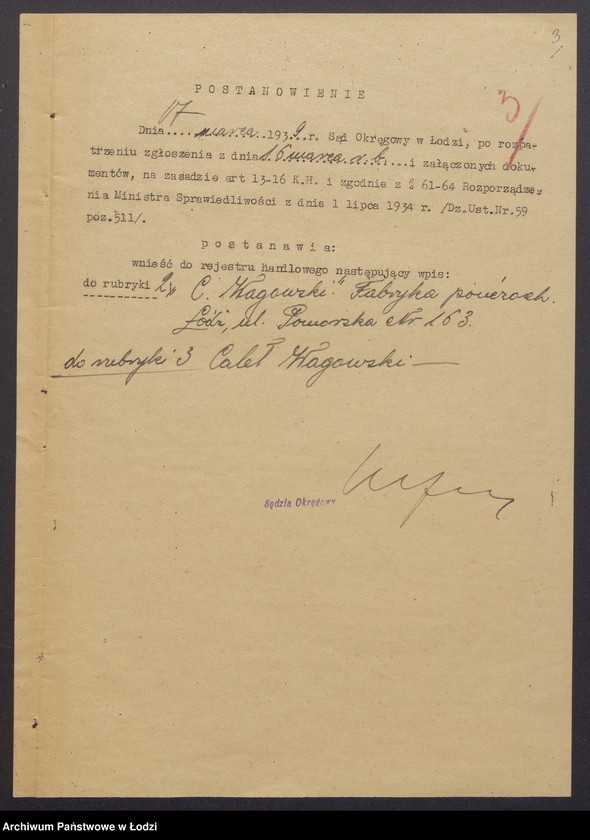 3
3/
POSTANOWIENIE
Dnia 17 marca 1939 r. Sąd Okręgowy w Łodzi, po rozpa-
trzeniu zgłoszenia z dnia 16 marca r. b. i załączonych doku-
mentów, na zasadzie art 13-16 K.H. i zgodnie z § 61-64 Rozporządze-
nia Ministra Sprawiedliwości z dnia 1 lipca 1934 r. /Dz.Ust.Nr.59
poz.511/.
postanawia:
wnieść do rejestru handlowego następujący wpis:
do rubryki 2 C. Wagowski" Fabryka pończoch.
Łódź, ul. Pomorska Nr 163.
do rubryki 3 Calel Wagowski —
Sędzia Okręgowy
Archiwum Państwowe w Łodzi